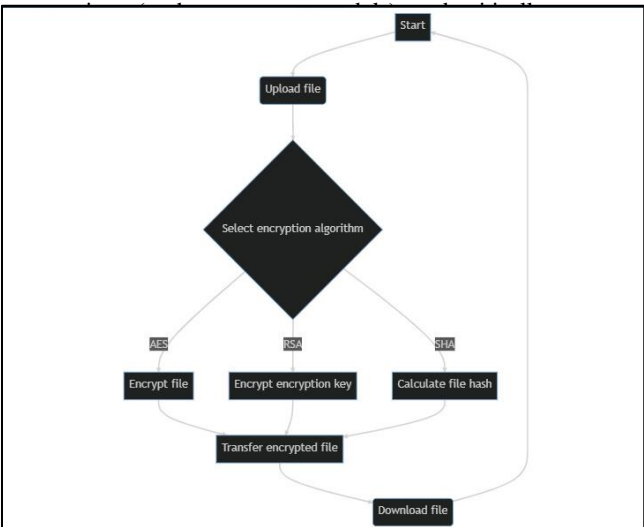 Start
Upload file
Select encryption algorithm
AES
RSA
SHA
Encrypt file
Encrypt encryption key
Calculate file hash
Transfer encrypted file
Download file